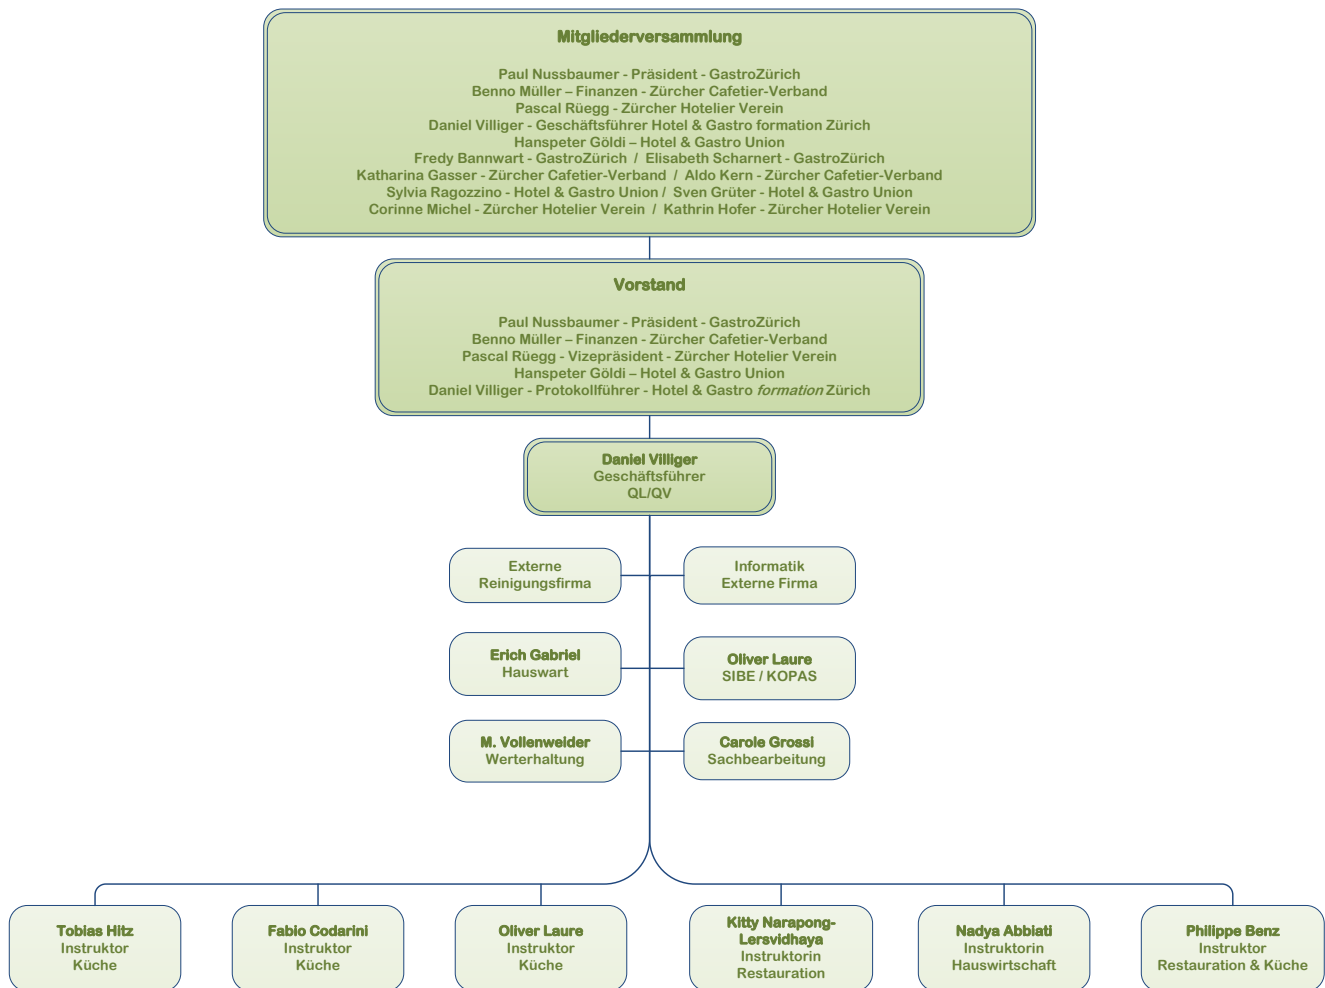 Mitgliederversammlung
Paul Nussbaumer - Präsident - GastroZürich
Benno Müller – Finanzen - Zürcher Cafetier-Verband
Pascal Rüegg - Zürcher Hotelier Verein
Daniel Villiger - Geschäftsführer Hotel & Gastro formation Zürich
Hanspeter Göldi – Hotel & Gastro Union
Fredy Bannwart - GastroZürich / Elisabeth Scharnert - GastroZürich
Katharina Gasser - Zürcher Cafetier-Verband / Aldo Kern - Zürcher Cafetier-Verband
Sylvia Ragozzino - Hotel & Gastro Union / Sven Grüter - Hotel & Gastro Union
Corinne Michel - Zürcher Hotelier Verein / Kathrin Hofer - Zürcher Hotelier Verein
Vorstand
Paul Nussbaumer - Präsident - GastroZürich
Benno Müller – Finanzen - Zürcher Cafetier-Verband
Pascal Rüegg - Vizepräsident - Zürcher Hotelier Verein
Hanspeter Göldi – Hotel & Gastro Union
Daniel Villiger - Protokollführer - Hotel & Gastro formation Zürich
Daniel Villiger
Geschäftsführer
QL/QV
Externe
Reinigungsfirma
Informatik
Externe Firma
Erich Gabriel
Hauswart
Oliver Laure
SIBE / KOPAS
M. Vollenweider
Werterhaltung
Carole Grossi
Sachbearbeitung
Tobias Hitz
Instruktor
Küche
Fabio Codarini
Instruktor
Küche
Oliver Laure
Instruktor
Küche
Kitty Narapong-
Lersvidhaya
Instruktorin
Restauration
Nadya Abbiati
Instruktorin
Hauswirtschaft
Philippe Benz
Instruktor
Restauration & Küche